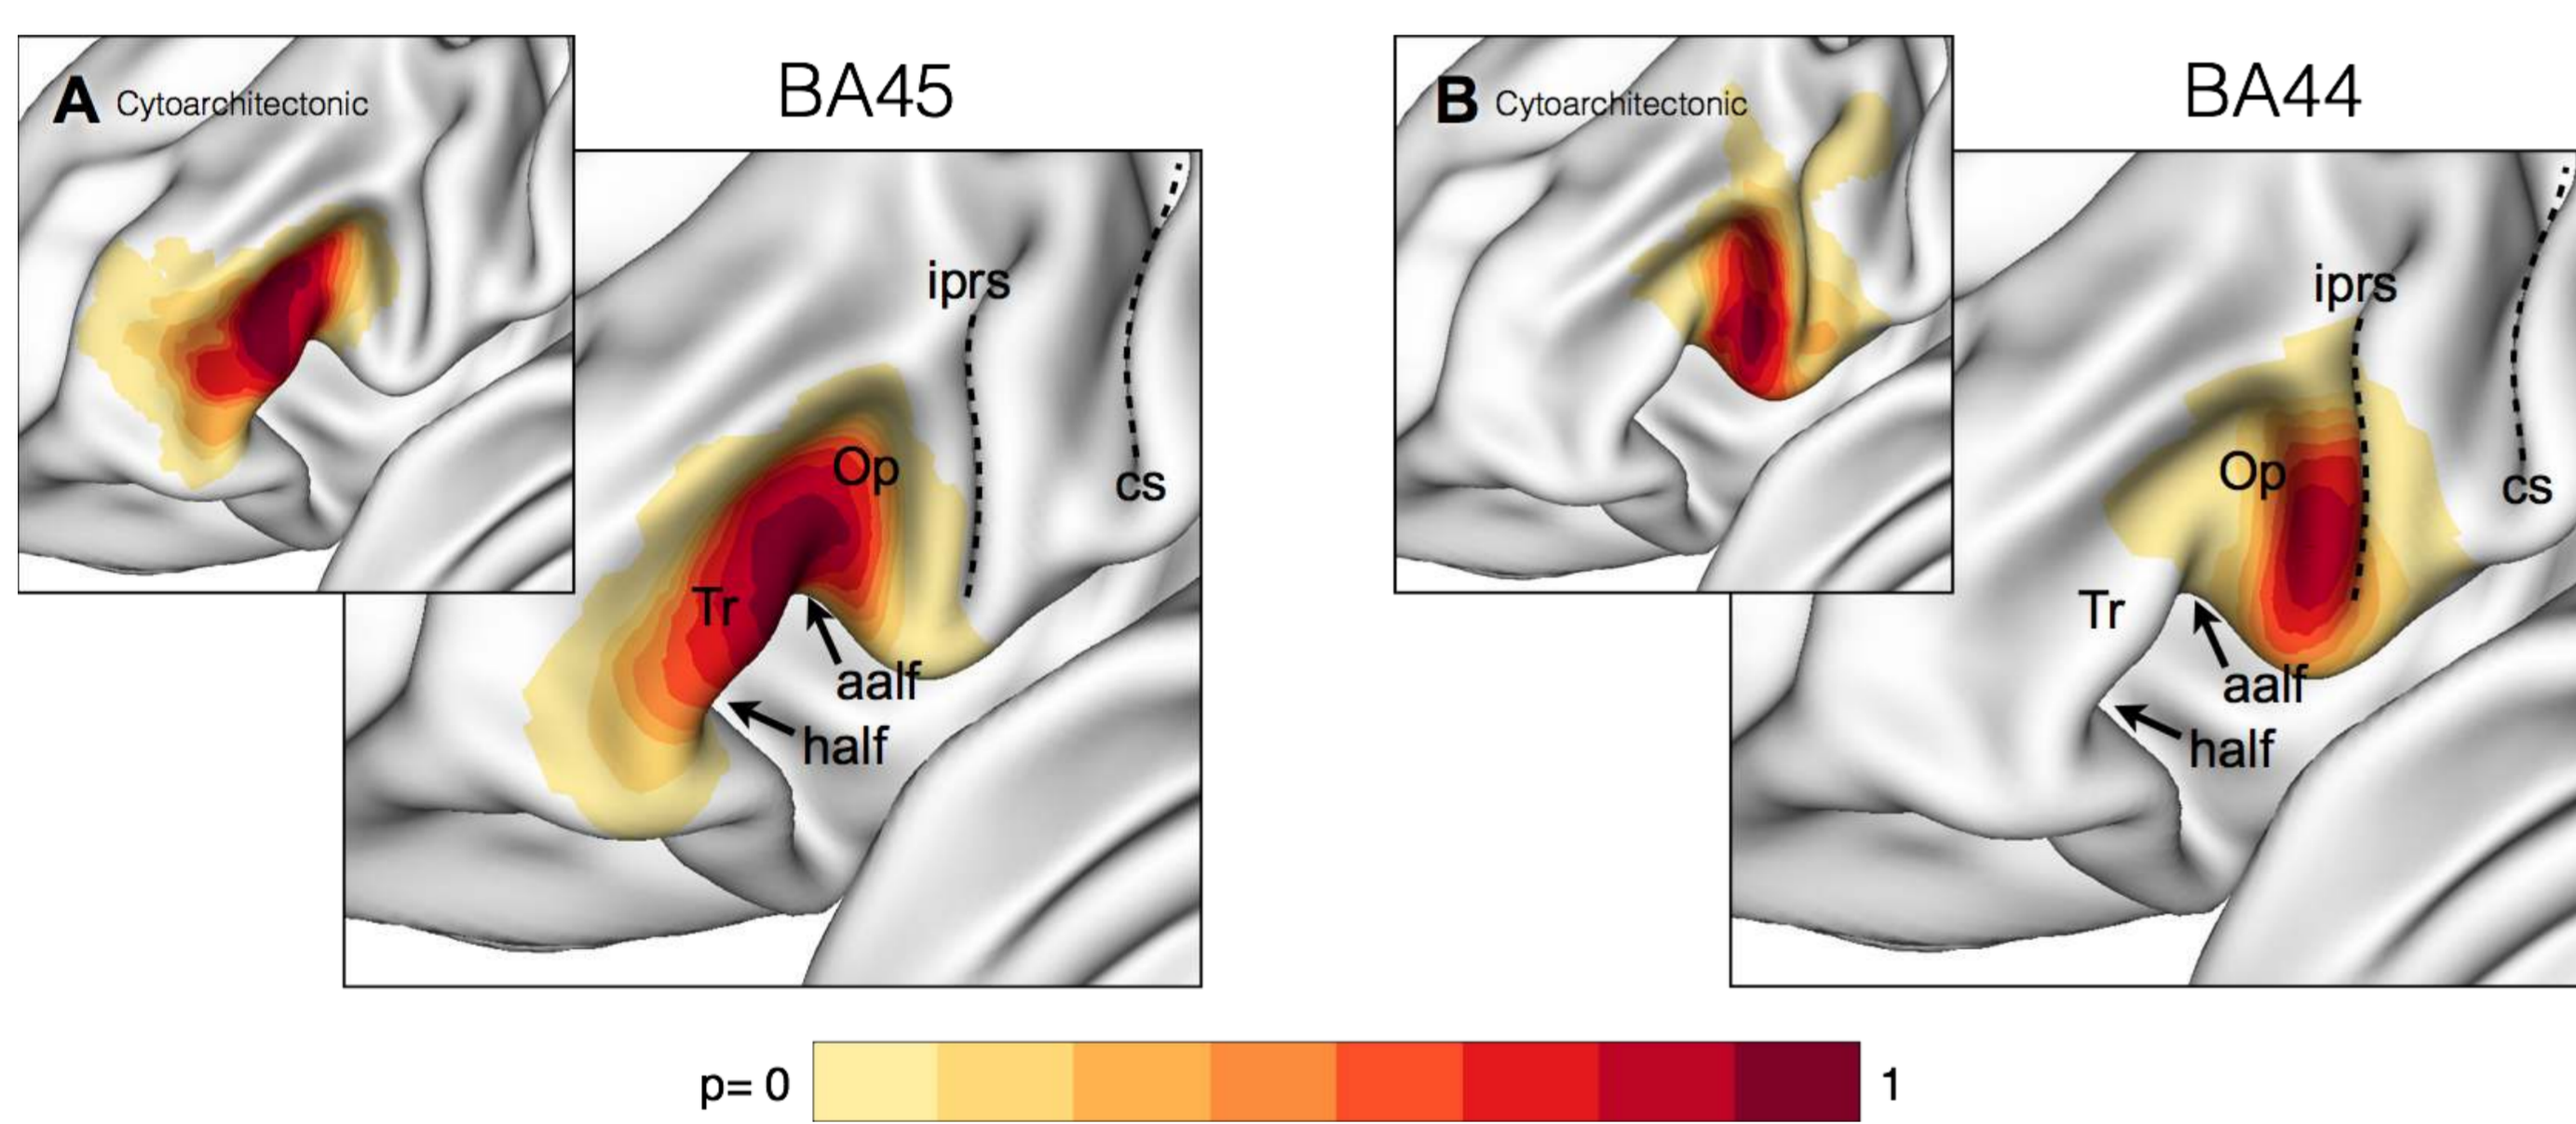 A Cytoarchitectonic
BA45
iprs
Op
cs
Tr
aalf
half
B Cytoarchitectonic
BA44
iprs
Op
cs
Tr
aalf
half
p= 0
1